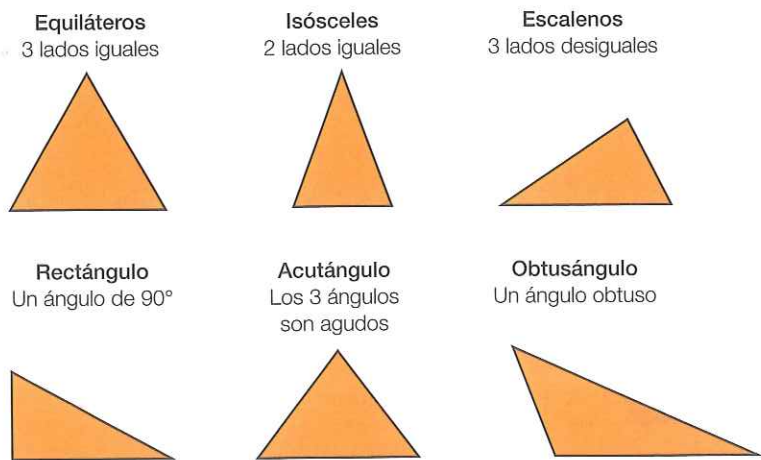 Equiláteros
3 lados iguales
Isósceles
2 lados iguales
Escalenos
3 lados desiguales
Rectángulo
Un ángulo de 90°
Acutángulo
Los 3 ángulos
son agudos
Obtusángulo
Un ángulo obtuso